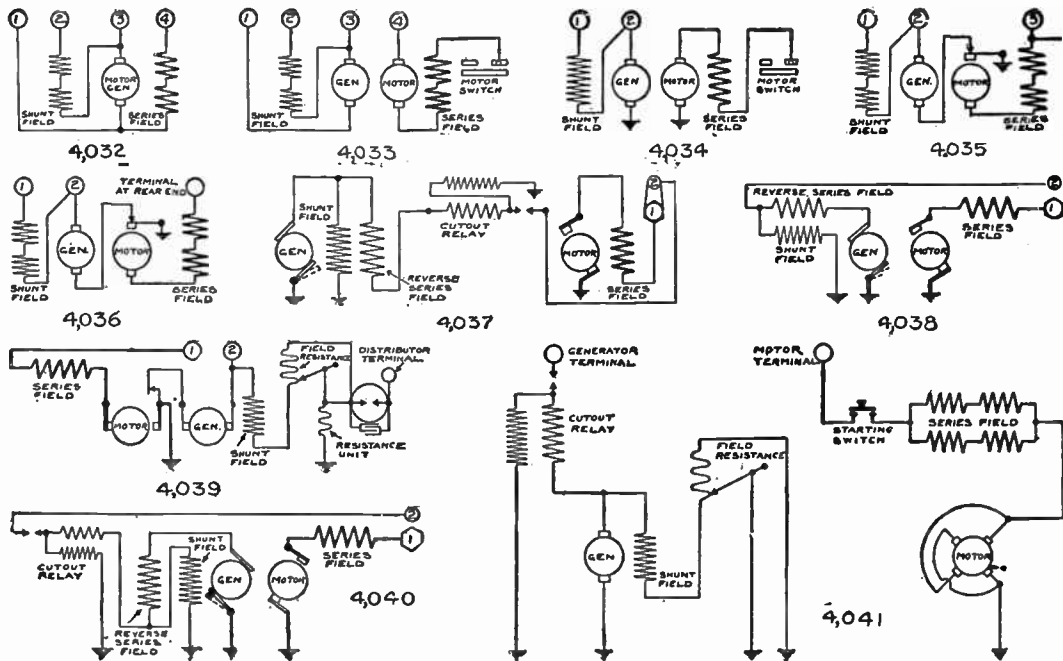 1 2 3 4
SHUNT FIELD
MOTOR GEN
SERIES FIELD
4,032
1 2 3 4
SHUNT FIELD
GEN.
MOTOR
SERIES FIELD
MOTOR SWITCH
4,033
1 2
SHUNT FIELD
GEN.
MOTOR
SERIES FIELD
MOTOR SWITCH
4,034
1 2 3
SHUNT FIELD
GEN.
MOTOR
SERIES FIELD
4,035
1 2
TERMINAL
AT REAR END
SHUNT FIELD
GEN.
MOTOR
SERIES FIELD
4,036
SHUNT FIELD
GEN
REVERSE
SERIES
FIELD
CUTOUT
RELAY
MOTOR
SERIES FIELD
2
1
4,037
REVERSE SERIES FIELD
SHUNT FIELD
GEN
MOTOR
SERIES
FIELD
2
1
4,038
1 2
SERIES
FIELD
MOTOR
GEN.
SHUNT
FIELD
FIELD
RESISTANCE
DISTRIBUTOR
TERMINAL
RESISTANCE
UNIT
4,039
2
1
CUTOUT RELAY
REVERSE
SERIES
FIELD
SHUNT
FIELD
GEN
MOTOR
SERIES
FIELD
4,040
GENERATOR
TERMINAL
CUTOUT
RELAY
GEN
SHUNT
FIELD
FIELD
RESISTANCE
MOTOR
TERMINAL
STARTING
SWITCH
SERIES FIELD
MOTOR
4,041